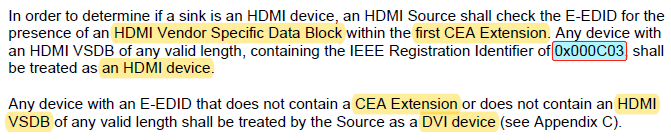 In order to determine if a sink is an HDMI device, an HDMI Source shall check the E-EDID for the
presence of an HDMI Vendor Specific Data Block within the first CEA Extension. Any device with
an HDMI VSDB of any valid length, containing the IEEE Registration Identifier of 0x000C03, shall
be treated as an HDMI device.
Any device with an E-EDID that does not contain a CEA Extension or does not contain an HDMI
VSDB of any valid length shall be treated by the Source as a DVI device (see Appendix C).